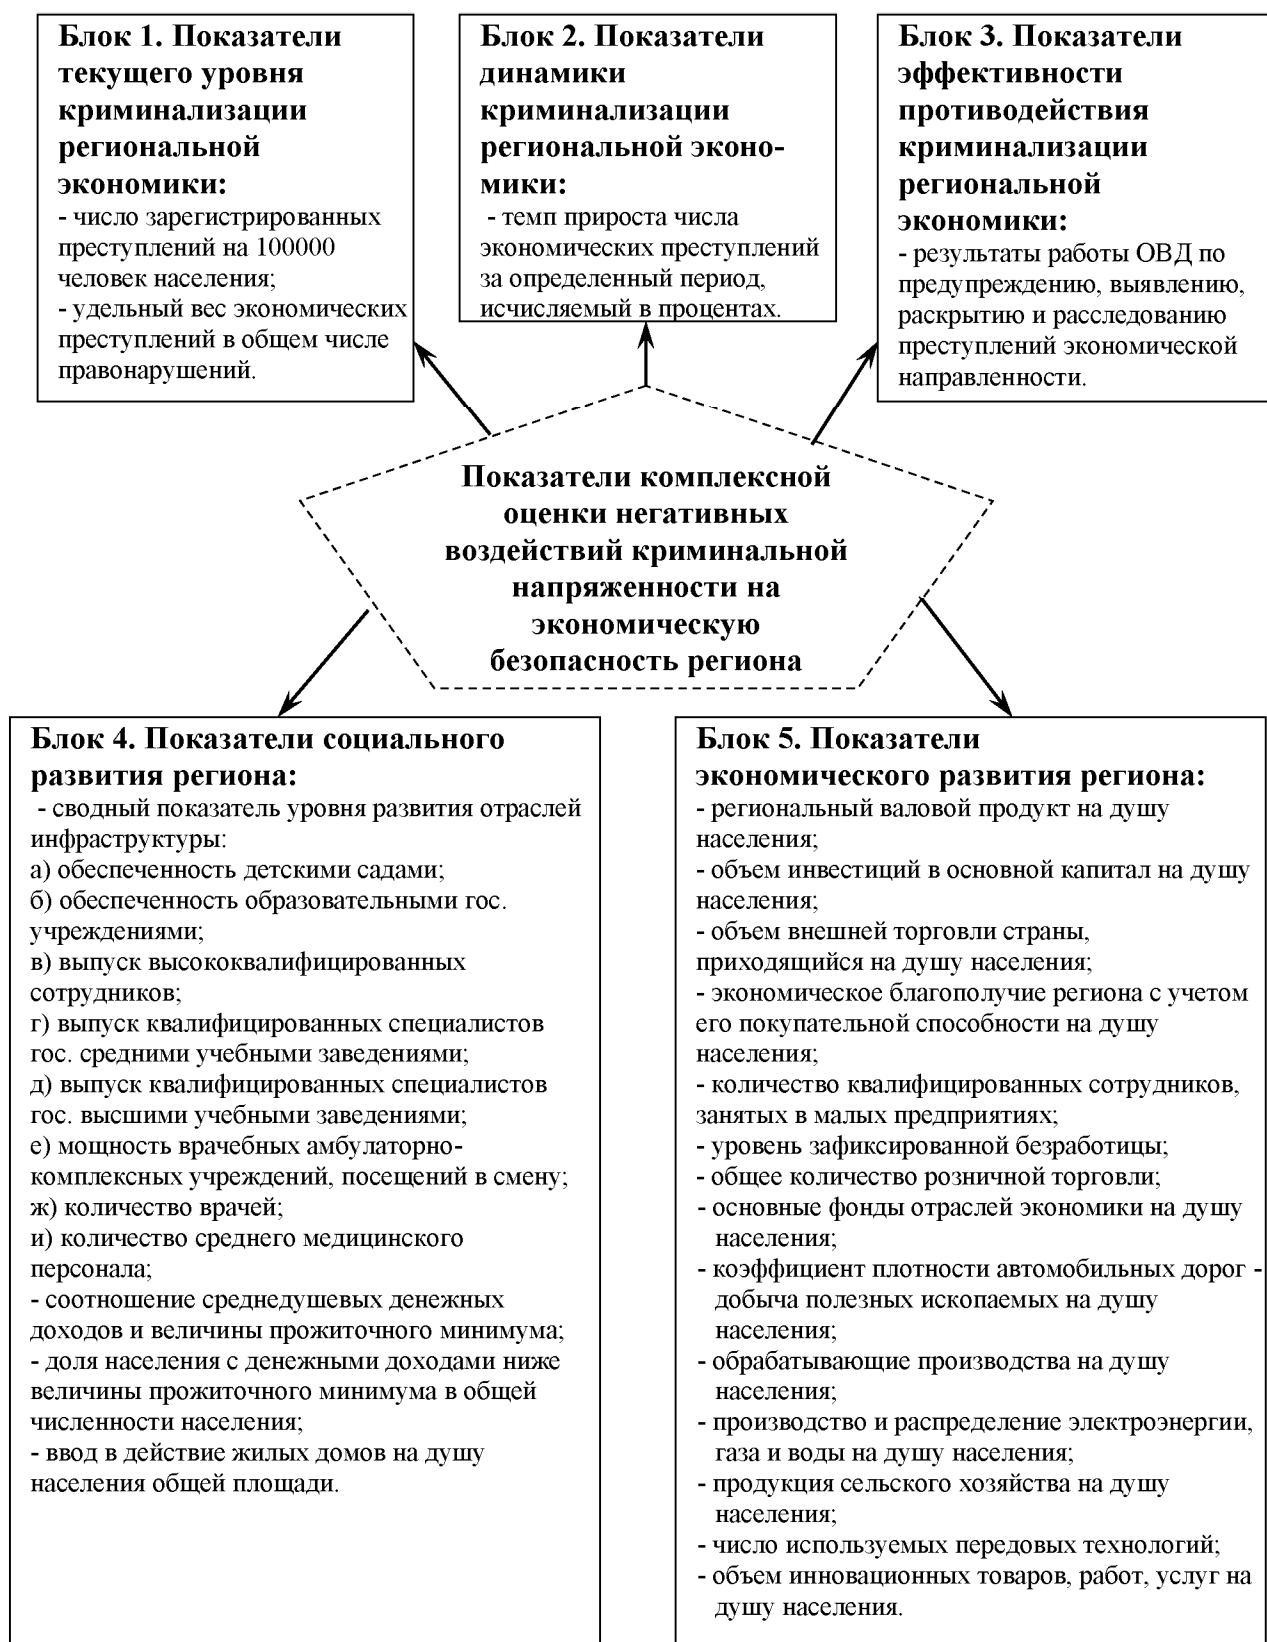 Блок 1. Показатели
текущего уровня
криминализации
региональной
экономики:
- число зарегистрированных
преступлений на 100000
человек населения;
- удельный вес экономических
преступлений в общем числе
правонарушений.
Блок 2. Показатели
динамики
криминализации
региональной эконо-
мики:
- темп прироста числа
экономических преступлений
за определенный период,
исчисляемый в процентах.
Блок 3. Показатели
эффективности
противодействия
криминализации
региональной
экономики:
- результаты работы ОВД по
предупреждению, выявлению,
раскрытию и расследованию
преступлений экономической
направленности.
Показатели комплексной
оценки негативных
воздействий криминальной
напряженности на
экономическую
безопасность региона
Блок 4. Показатели социального
развития региона:
- сводный показатель уровня развития отраслей
инфраструктуры:
а) обеспеченность детскими садами;
б) обеспеченность образовательными гос.
учреждениями;
в) выпуск высококвалифицированных
сотрудников;
г) выпуск квалифицированных специалистов
гос. средними учебными заведениями;
д) выпуск квалифицированных специалистов
гос. высшими учебными заведениями;
е) мощность врачебных амбулаторно-
комплексных учреждений, посещений в смену;
ж) количество врачей;
и) количество среднего медицинского
персонала;
- соотношение среднедушевых денежных
доходов и величины прожиточного минимума;
- доля населения с денежными доходами ниже
величины прожиточного минимума в общей
численности населения;
- ввод в действие жилых домов на душу
населения общей площади.
Блок 5. Показатели
экономического развития региона:
- региональный валовой продукт на душу
населения;
- объем инвестиций в основной капитал на душу
населения;
- объем внешней торговли страны,
приходящийся на душу населения;
- экономическое благополучие региона с учетом
его покупательной способности на душу
населения;
- количество квалифицированных сотрудников,
занятых в малых предприятиях;
- уровень зафиксированной безработицы;
- общее количество розничной торговли;
- основные фонды отраслей экономики на душу
населения;
- коэффициент плотности автомобильных дорог -
добыча полезных ископаемых на душу
населения;
- обрабатывающие производства на душу
населения;
- производство и распределение электроэнергии,
газа и воды на душу населения;
- продукция сельского хозяйства на душу
населения;
- число используемых передовых технологий;
- объем инновационных товаров, работ, услуг на
душу населения.